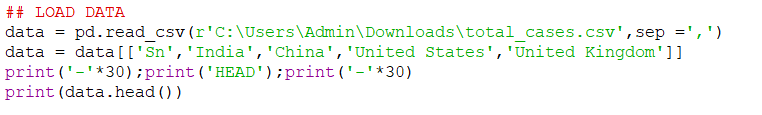 ## LOAD DATA
data = pd.read_csv(r'C:\Users\Admin\Downloads\total_cases.csv',sep =',')
data = data[['Sn','India','China','United States','United Kingdom']]
print('-'*30);print('HEAD');print('-'*30)
print(data.head())